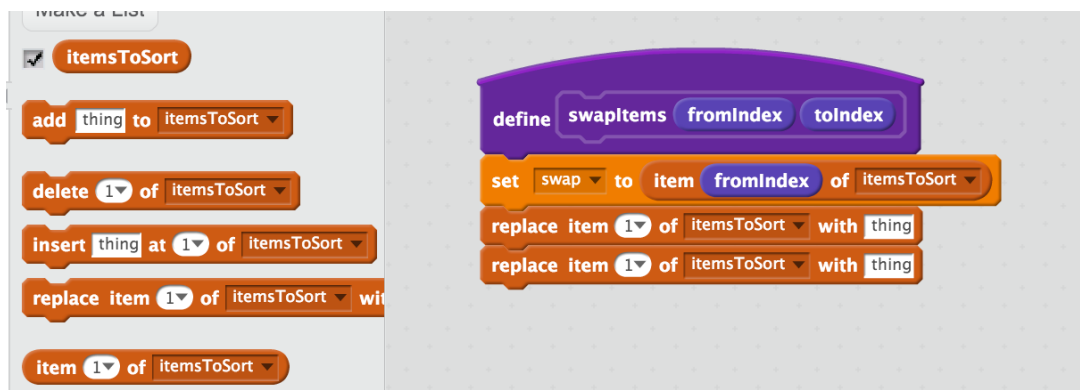 Make a List
itemsToSort
add thing to itemsToSort
delete 1 of itemsToSort
insert thing at 1 of itemsToSort
replace item 1 of itemsToSort wit
item 1 of itemsToSort
define swapItems fromIndex toIndex
set swap to item fromIndex of itemsToSort
replace item 1 of itemsToSort with thing
replace item 1 of itemsToSort with thing